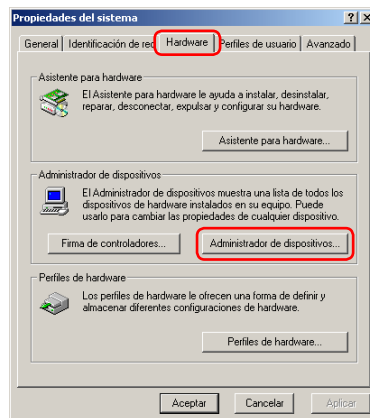 Propiedades del sistema
General Identificación de red Hardware Perfiles de usuario Avanzado
Asistente para hardware
El Asistente para hardware le ayuda a instalar, desinstalar,
reparar, desconectar, expulsar y configurar su hardware.
Asistente para hardware...
Administrador de dispositivos
El Administrador de dispositivos muestra una lista de todos los
dispositivos de hardware instalados en su equipo. Puede
usarlo para cambiar las propiedades de cualquier dispositivo.
Firma de controladores... Administrador de dispositivos...
Perfiles de hardware
Los perfiles de hardware le ofrecen una forma de definir y
almacenar diferentes configuraciones de hardware.
Perfiles de hardware...
Aceptar Cancelar Aplicar